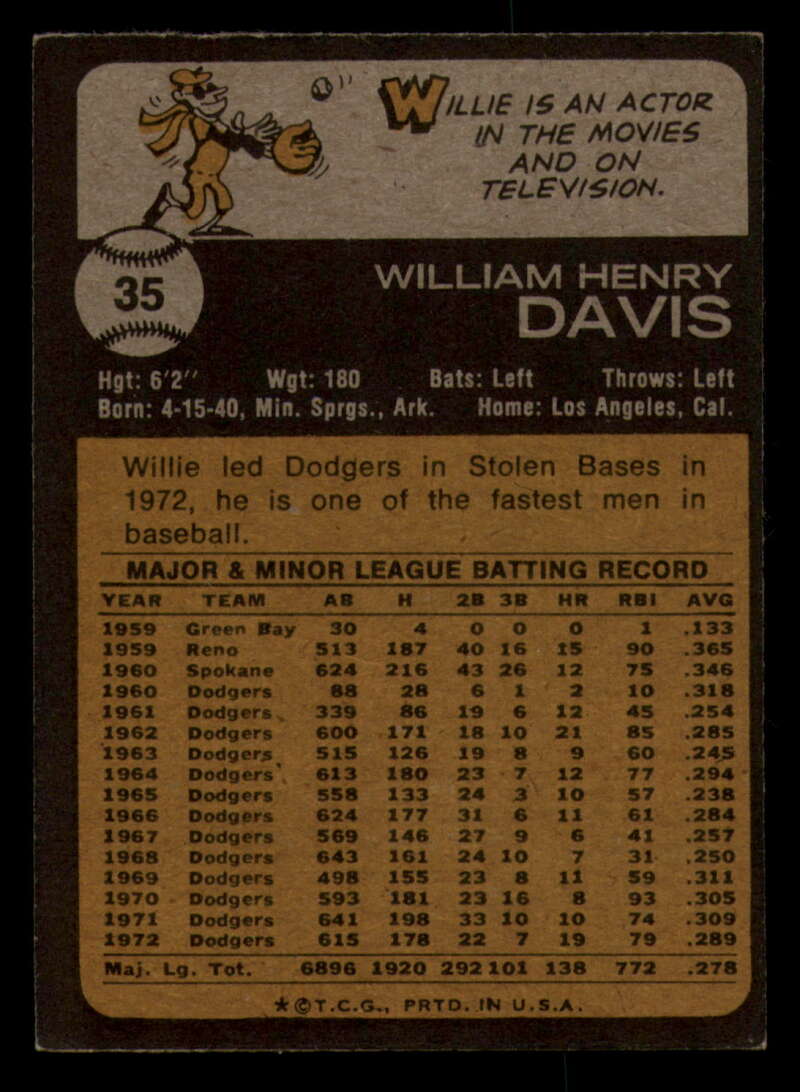 WILLIE IS AN ACTOR
IN THE MOVIES
AND ON
TELEVISION.
35
WILLIAM HENRY
DAVIS
Hgt: 6'2" Wgt: 180 Bats: Left Throws: Left
Born: 4-15-40, Min. Sprgs., Ark. Home: Los Angeles, Cal.
Willie led Dodgers in Stolen Bases in
1972, he is one of the fastest men in
baseball.
MAJOR & MINOR LEAGUE BATTING RECORD
YEAR TEAM AB H 2B 3B HR RBI AVG
1959 Green Bay 30 4 0 0 0 1 .133
1959 Reno 513 187 40 16 15 90 .365
1960 Spokane 624 216 43 26 12 75 .346
1960 Dodgers 88 28 6 1 2 10 .318
1961 Dodgers 339 86 19 6 12 45 .254
1962 Dodgers 600 171 18 10 21 85 .285
1963 Dodgers 515 126 19 8 9 60 .245
1964 Dodgers 613 180 23 7 12 77 .294
1965 Dodgers 558 133 24 3 10 57 .238
1966 Dodgers 624 177 31 6 11 61 .284
1967 Dodgers 569 146 27 9 6 41 .257
1968 Dodgers 643 161 24 10 7 31 .250
1969 Dodgers 498 155 23 8 11 59 .311
1970 Dodgers 593 181 23 16 8 93 .305
1971 Dodgers 641 198 33 10 10 74 .309
1972 Dodgers 615 178 22 7 19 79 .289
Maj. Lg. Tot. 6896 1920 292 101 138 772 .278
★©T.C.G., PRTD. IN U.S.A.